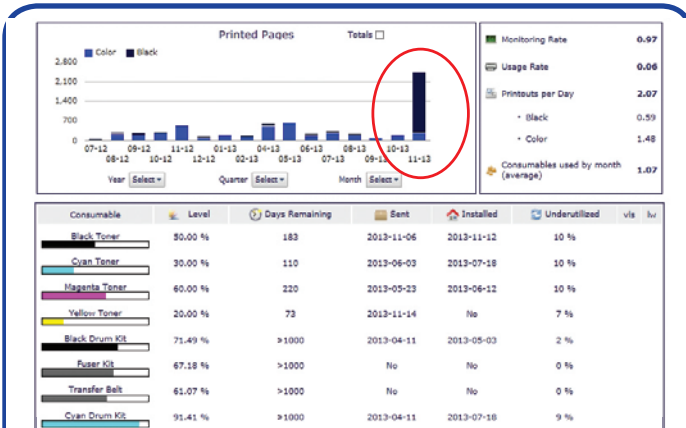 Printed Pages
Totals
Color Black
2.800
2.100
1.400
700
0
07-12 09-12 11-12 01-13 04-13 06-13 08-13 10-13
08-12 10-12 12-12 02-13 05-13 07-13 09-13 11-13
Year Select Quarter Select Month Select
Monitoring Rate 0.97
Usage Rate 0.06
Printouts per Day 2.07
• Black 0.59
• Color 1.48
Consumables used by month (average) 1.07
Consumable Level Days Remaining Sent Installed Underutilized vis lw
Black Toner 50.00 % 183 2013-11-06 2013-11-12 10 %
Cyan Toner 30.00 % 110 2013-06-03 2013-07-18 10 %
Magenta Toner 60.00 % 220 2013-05-23 2013-06-12 10 %
Yellow Toner 20.00 % 73 2013-11-14 No 7 %
Black Drum Kit 71.49 % >1000 2013-04-11 2013-05-03 2 %
Fuser Kit 67.18 % >1000 No No 0 %
Transfer Belt 61.07 % >1000 No No 0 %
Cyan Drum Kit 91.41 % >1000 2013-04-11 2013-07-18 9 %